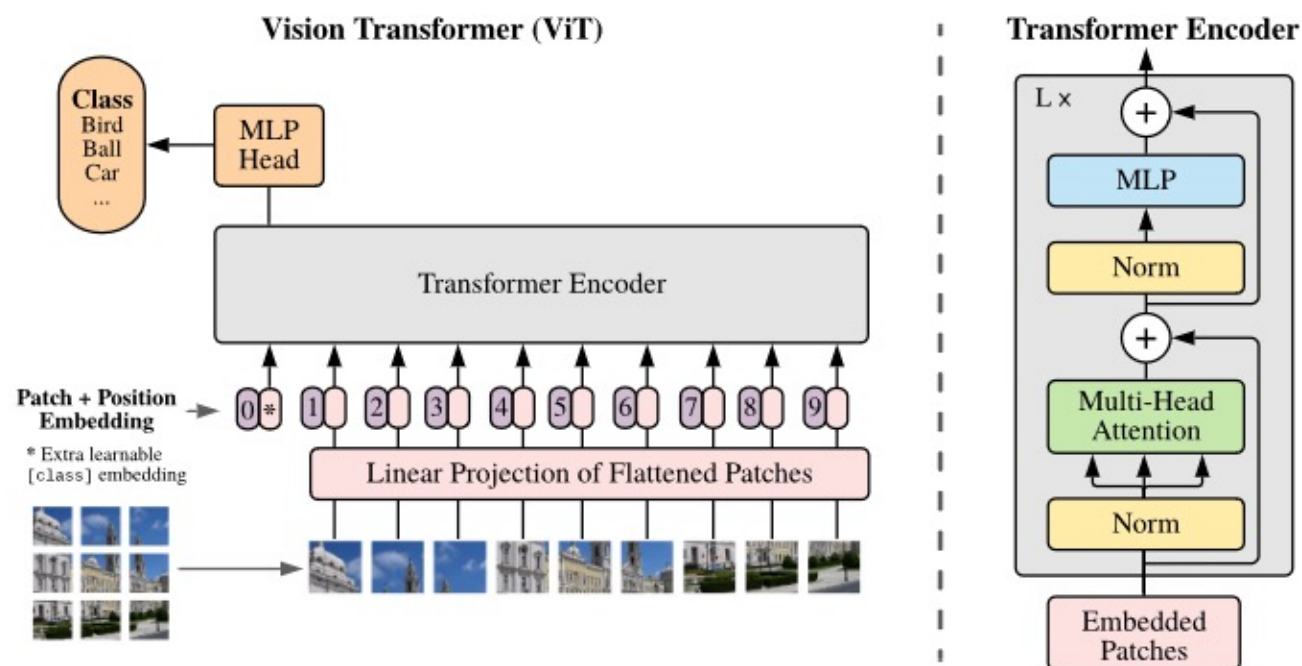 Vision Transformer (ViT)
Class
Bird
Ball
Car
...
MLP
Head
Transformer Encoder
Patch + Position
Embedding
0 * 1 2 3 4 5 6 7 8 9
* Extra learnable
[class] embedding
Linear Projection of Flattened Patches
Transformer Encoder
L ×
+
MLP
Norm
+
Multi-Head
Attention
Norm
Embedded
Patches